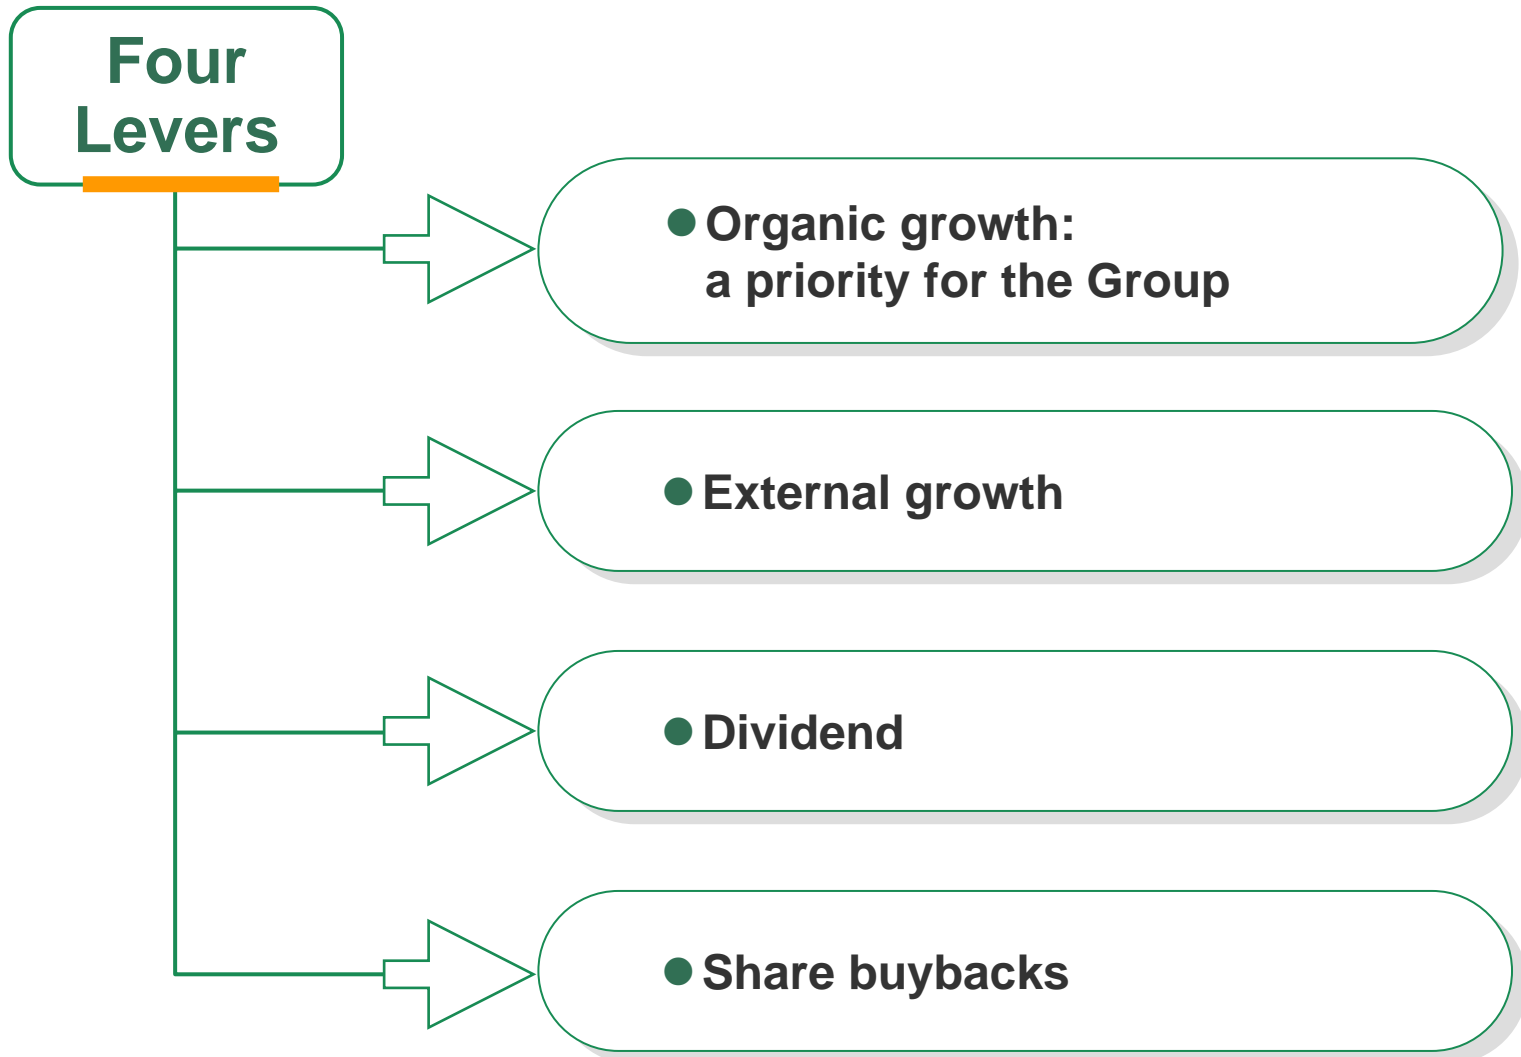 Four
Levers
● Organic growth:
a priority for the Group
● External growth
● Dividend
● Share buybacks